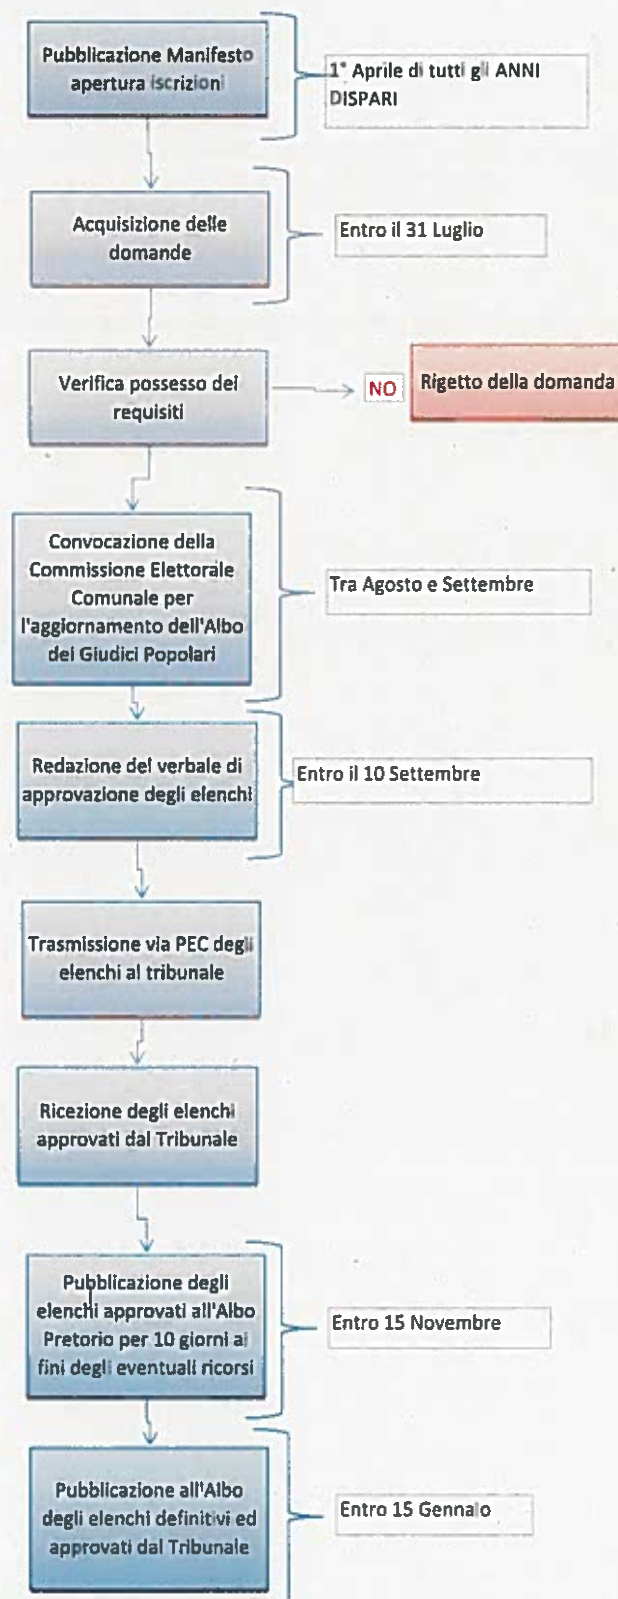 Pubblicazione Manifesto
apertura iscrizioni
1° Aprile di tutti gli ANNI
DISPARI
Acquisizione delle
domande
Entro il 31 Luglio
Verifica possesso dei
requisiti
NO
Rigetto della domanda
Convocazione della
Commissione Elettorale
Comunale per
l'aggiornamento dell'Albo
dei Giudici Popolari
Tra Agosto e Settembre
Redazione del verbale di
approvazione degli elenchi
Entro il 10 Settembre
Trasmissione via PEC degli
elenchi al tribunale
Ricezione degli elenchi
approvati dal Tribunale
Pubblicazione degli
elenchi approvati all'Albo
Pretorio per 10 giorni ai
fini degli eventuali ricorsi
Entro 15 Novembre
Pubblicazione all'Albo
degli elenchi definitivi ed
approvati dal Tribunale
Entro 15 Gennaio